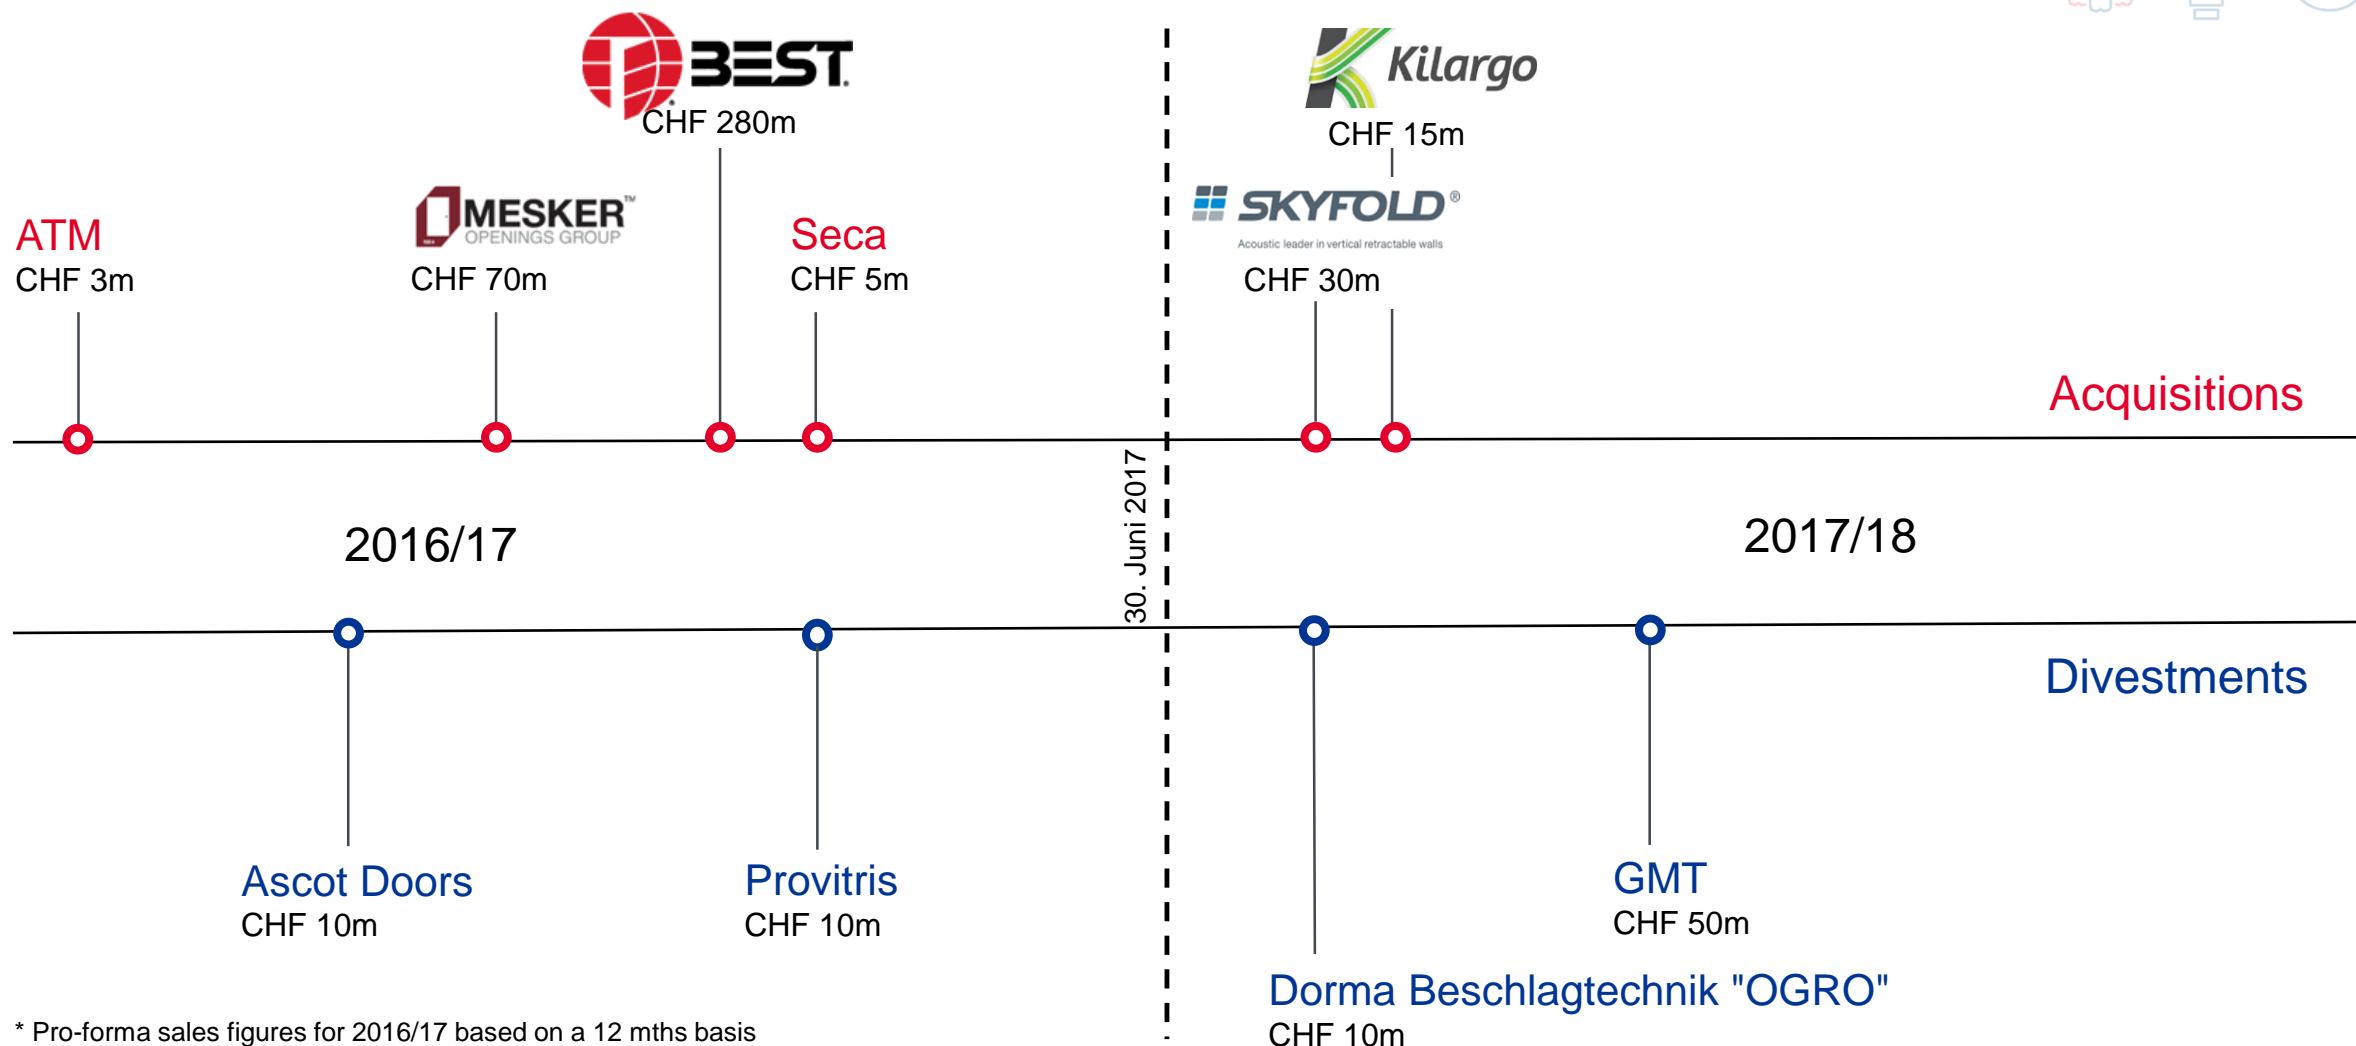 BEST
CHF 280m
Kilargo
CHF 15m
ATM
CHF 3m
MESKER™
OPENINGS GROUP
CHF 70m
Seca
CHF 5m
SKYFOLD®
Acoustic leader in vertical retractable walls
CHF 30m
Acquisitions
2016/17
30. Juni 2017
2017/18
Divestments
Ascot Doors
CHF 10m
Provitris
CHF 10m
GMT
CHF 50m
Dorma Beschlagtechnik "OGRO"
CHF 10m
* Pro-forma sales figures for 2016/17 based on a 12 mths basis